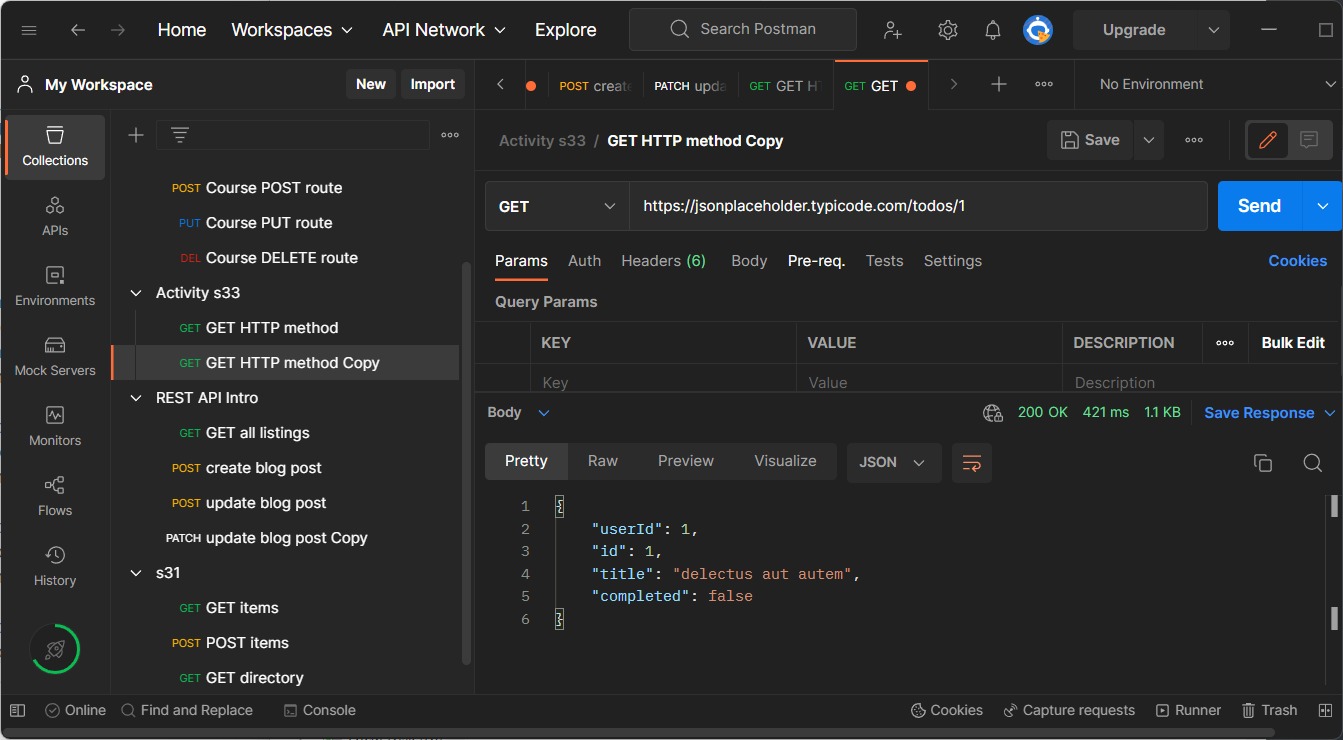 Home Workspaces API Network Explore Search Postman Upgrade
My Workspace New Import
POST create PATCH upda GET GET H GET GET No Environment
Activity s33 / GET HTTP method Copy Save
Collections
APIs
Environments
Mock Servers
Monitors
Flows
History
POST Course POST route
PUT Course PUT route
DEL Course DELETE route
Activity s33
GET GET HTTP method
GET GET HTTP method Copy
REST API Intro
GET GET all listings
POST create blog post
POST update blog post
PATCH update blog post Copy
s31
GET GET items
POST POST items
GET GET directory
GET https://jsonplaceholder.typicode.com/todos/1 Send
Params Auth Headers (6) Body Pre-req. Tests Settings Cookies
Query Params
KEY VALUE DESCRIPTION Bulk Edit
Key Value Description
Body 200 OK 421 ms 1.1 KB Save Response
Pretty Raw Preview Visualize JSON
1 {
2 "userId": 1,
3 "id": 1,
4 "title": "delectus aut autem",
5 "completed": false
6 }
Online Find and Replace Console Cookies Capture requests Runner Trash